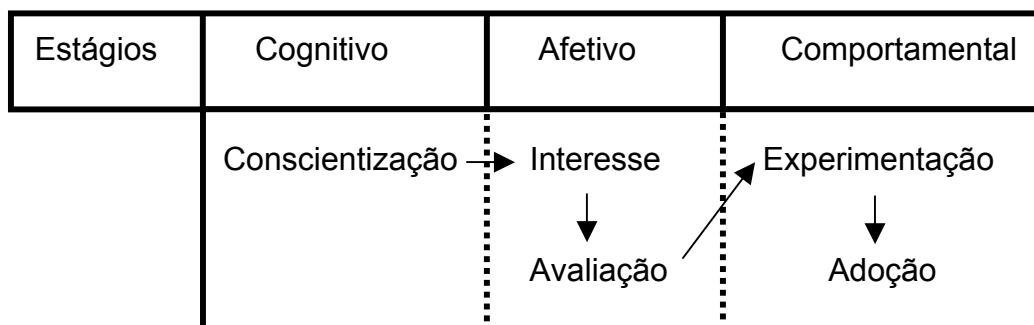 Estágios Cognitivo Afetivo Comportamental
Conscientização Interesse Experimentação
Avaliação Adoção